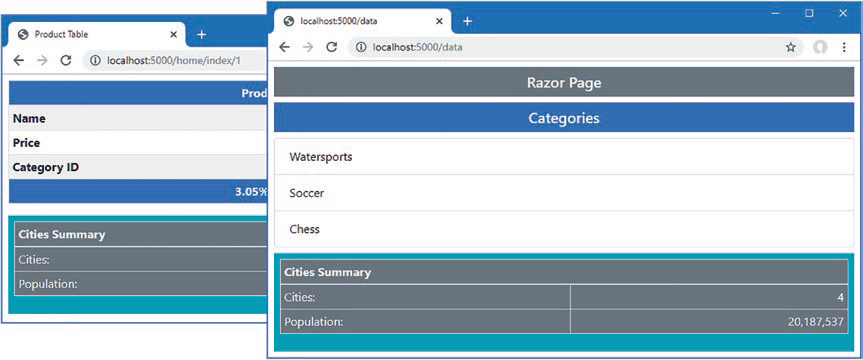 Product Table
localhost:5000/home/index/1
Prod
Name
Price
Category ID
3.05%
Cities Summary
Cities:
Population:
localhost:5000/data
localhost:5000/data
Razor Page
Categories
Watersports
Soccer
Chess
Cities Summary
Cities: 4
Population: 20,187,537